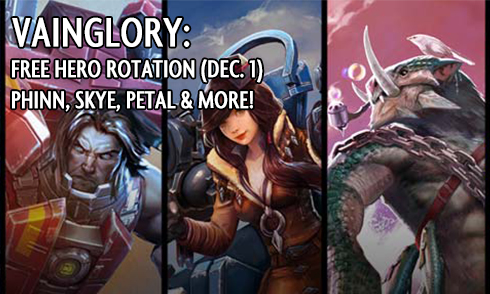 VAINGLORY:
FREE HERO ROTATION (DEC. 1)
PHINN, SKYE, PETAL & MORE!